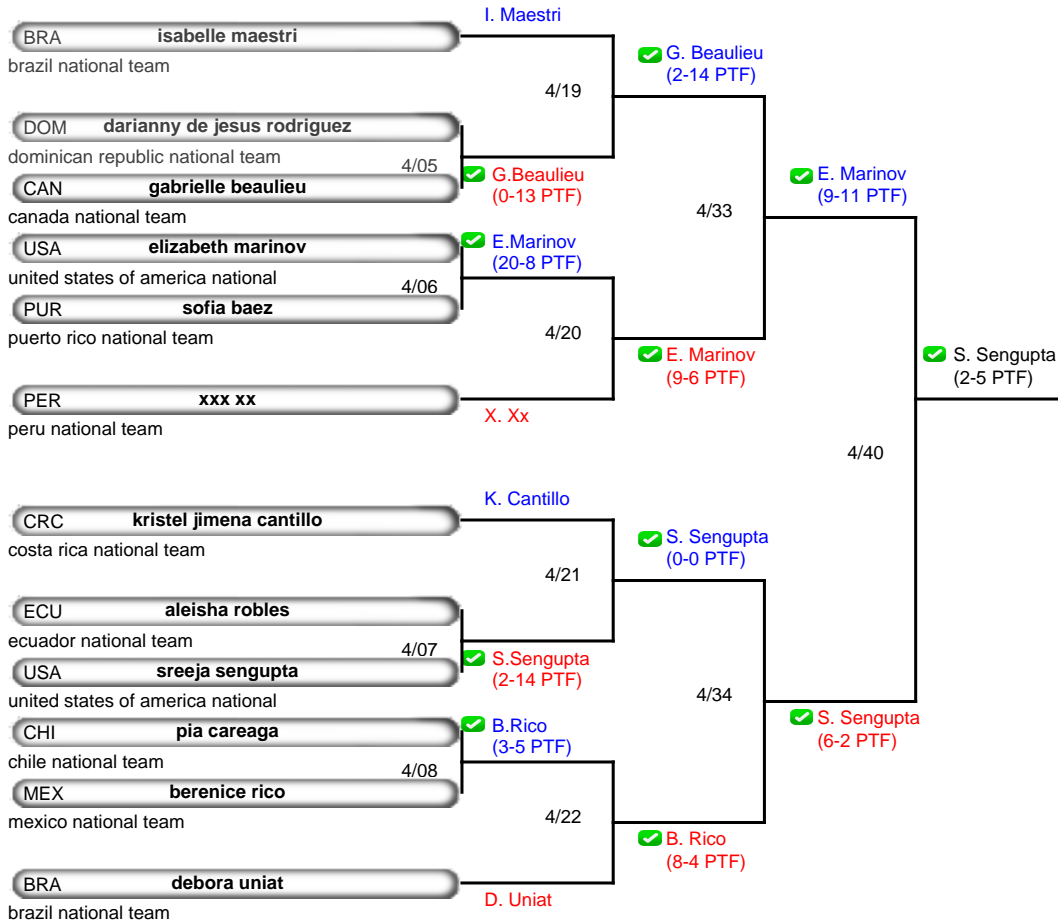 I. Maestri
BRA isabelle maestri
brazil national team
G. Beaulieu
(2-14 PTF)
4/19
DOM darianny de jesus rodriguez
dominican republic national team
4/05
G.Beaulieu
(0-13 PTF)
CAN gabrielle beaulieu
canada national team
E. Marinov
(9-11 PTF)
4/33
USA elizabeth marinov
united states of america national
E.Marinov
(20-8 PTF)
4/06
PUR sofia baez
puerto rico national team
4/20
E. Marinov
(9-6 PTF)
S. Sengupta
(2-5 PTF)
PER xxx xx
peru national team
X. Xx
4/40
K. Cantillo
CRC kristel jimena cantillo
costa rica national team
S. Sengupta
(0-0 PTF)
4/21
ECU aleisha robles
ecuador national team
4/07
S.Sengupta
(2-14 PTF)
USA sreeja sengupta
united states of america national
4/34
S. Sengupta
(6-2 PTF)
CHI pia careaga
chile national team
B.Rico
(3-5 PTF)
4/08
MEX berenice rico
mexico national team
4/22
B. Rico
(8-4 PTF)
BRA debora uniat
brazil national team
D. Uniat